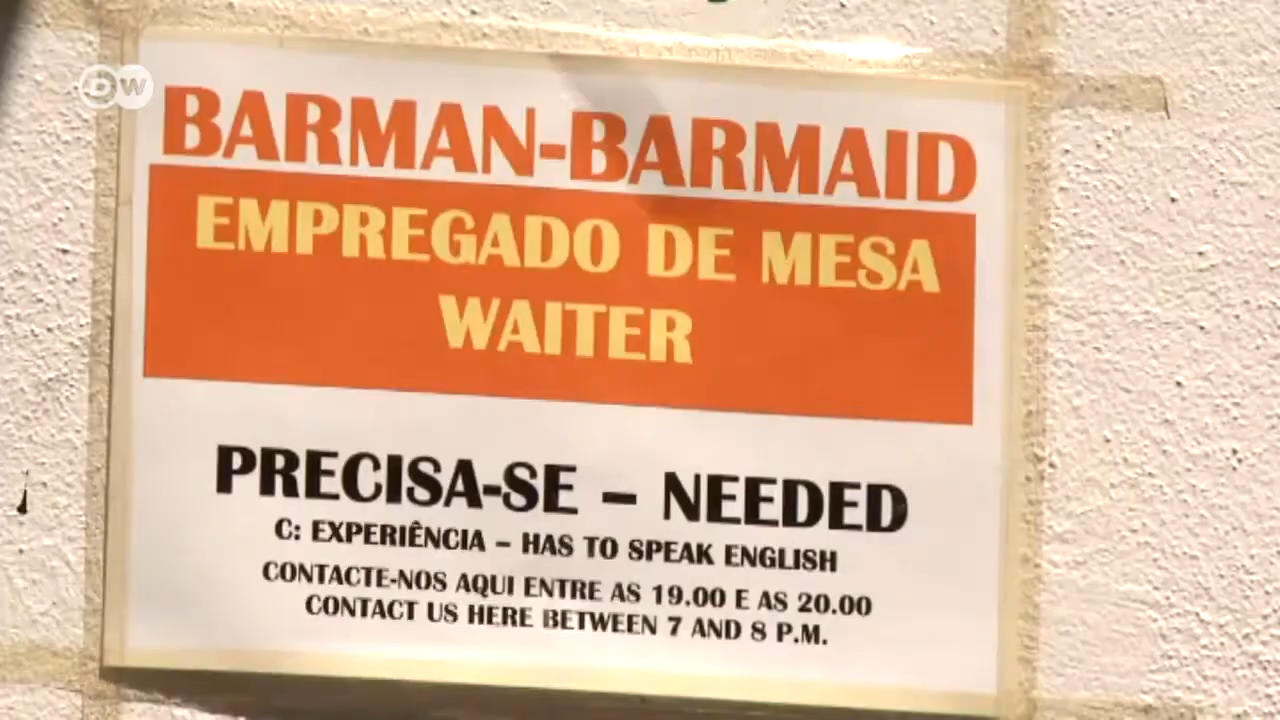 DW
BARMAN-BARMAID
EMPREGADO DE MESA
WAITER
PRECISA-SE – NEEDED
C: EXPERIÊNCIA – HAS TO SPEAK ENGLISH
CONTACTE-NOS AQUI ENTRE AS 19.00 E AS 20.00
CONTACT US HERE BETWEEN 7 AND 8 P.M.